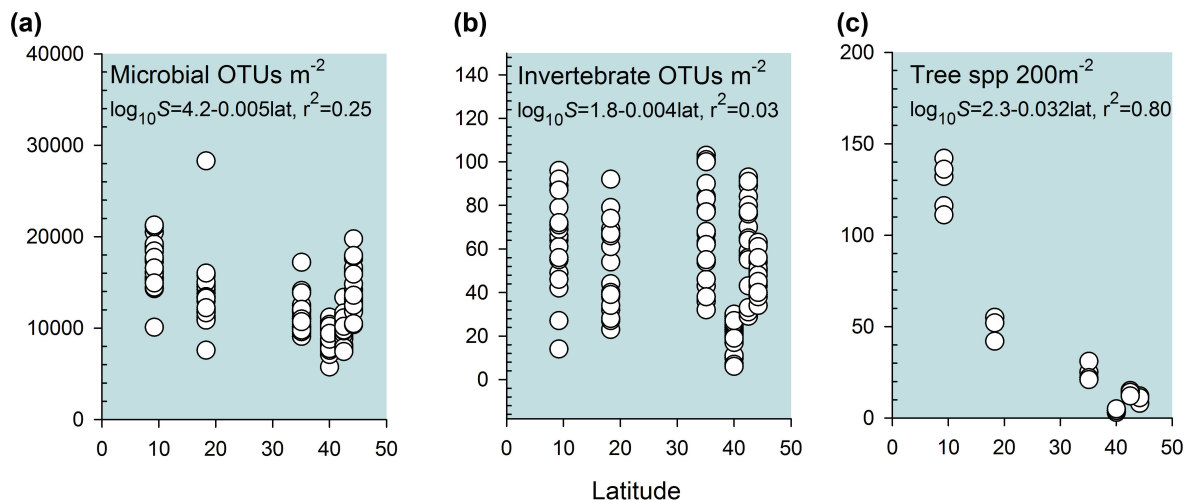 (a)
Microbial OTUs m⁻²
log₁₀S=4.2-0.005lat, r²=0.25
40000
30000
20000
10000
0
0 10 20 30 40 50
(b)
Invertebrate OTUs m⁻²
log₁₀S=1.8-0.004lat, r²=0.03
140
120
100
80
60
40
20
0
0 10 20 30 40 50
(c)
Tree spp 200m⁻²
log₁₀S=2.3-0.032lat, r²=0.80
200
150
100
50
0
0 10 20 30 40 50
Latitude